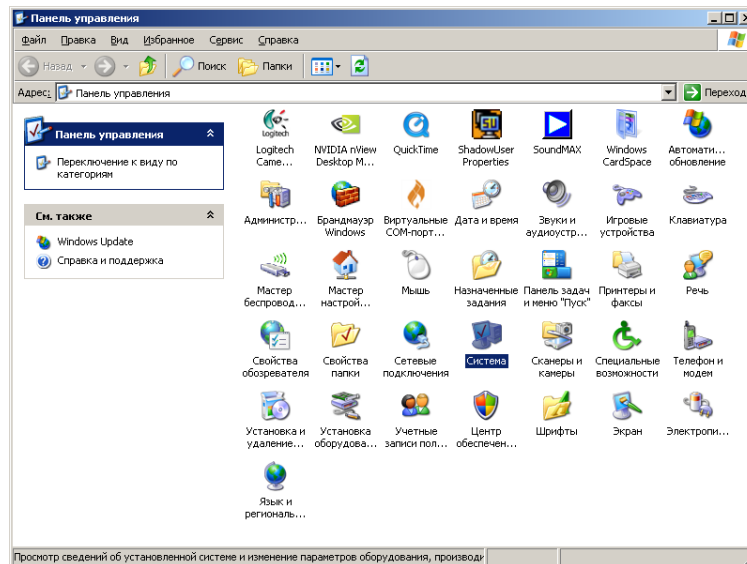 Панель управления
Файл Правка Вид Избранное Сервис Справка
Назад Поиск Папки
Адрес: Панель управления Переход
Панель управления
Переключение к виду по
категориям
См. также
Windows Update
Справка и поддержка
Logitech
Logitech Came...
NVIDIA nView Desktop M...
QuickTime
ShadowUser Properties
SoundMAX
Windows CardSpace
Автомати... обновление
Администр...
Брандмауэр Windows
Виртуальные COM-порт...
Дата и время
Звуки и аудиоустр...
Игровые устройства
Клавиатура
Мастер беспровод...
Мастер настрой...
Мышь
Назначенные задания
Панель задач и меню "Пуск"
Принтеры и факсы
Речь
Свойства обозревателя
Свойства папки
Сетевые подключения
Система
Сканеры и камеры
Специальные возможности
Телефон и модем
Установка и удаление...
Установка оборудова...
Учетные записи пол...
Центр обеспечен...
Шрифты
Экран
Электропи...
Язык и региональ...
Просмотр сведений об установленной системе и изменение параметров оборудования, производи